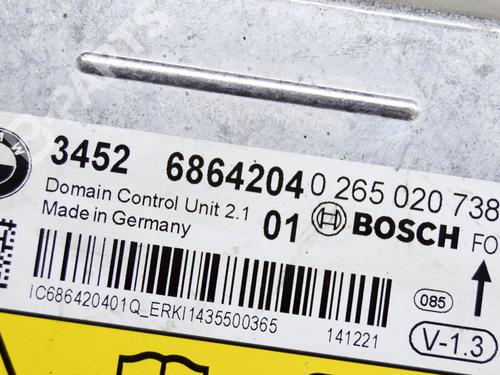 3452 6864204 0 265 020 738
Domain Control Unit 2.1 01 BOSCH FO
Made in Germany
085
IC686420401Q_ERKI1435500365 141221
V-1.3